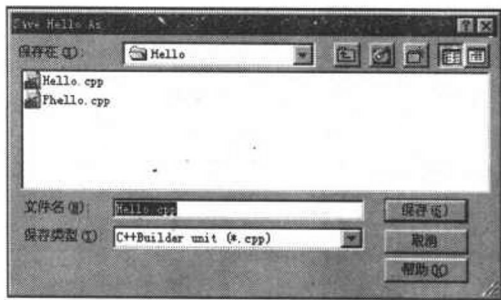 Save Hello As
保存在(I): Hello
Hello.cpp
Fhello.cpp
文件名(N): Hello.cpp 保存(S)
保存类型(T): C++Builder unit (*.cpp) 取消
帮助(O)